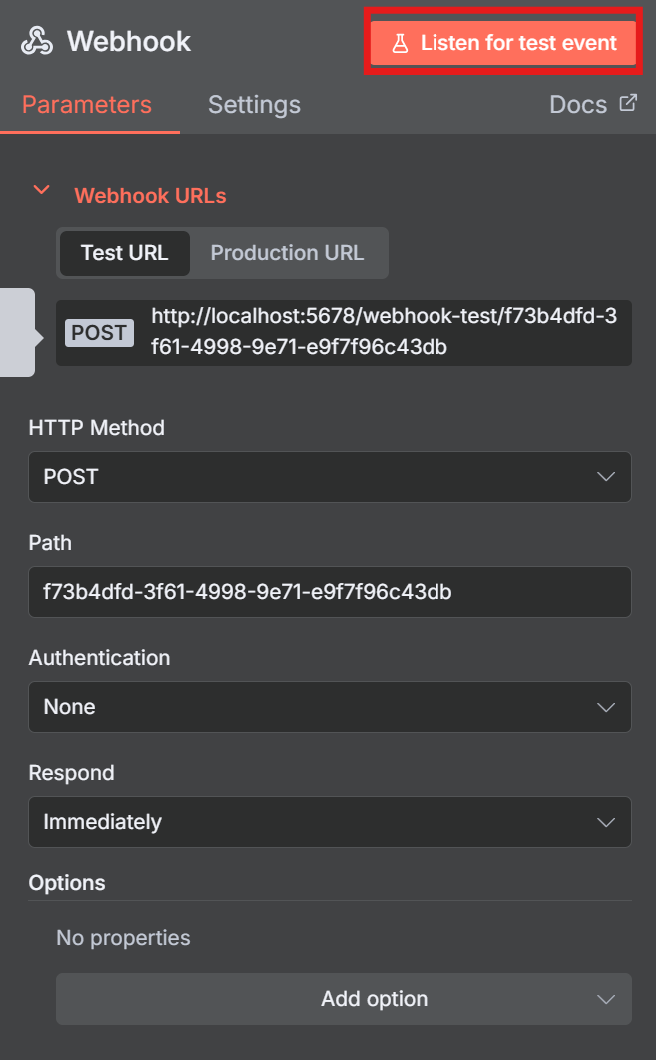 Webhook
Listen for test event
Parameters
Settings
Docs
Webhook URLs
Test URL
Production URL
POST
http://localhost:5678/webhook-test/f73b4dfd-3
f61-4998-9e71-e9f7f96c43db
HTTP Method
POST
Path
f73b4dfd-3f61-4998-9e71-e9f7f96c43db
Authentication
None
Respond
Immediately
Options
No properties
Add option